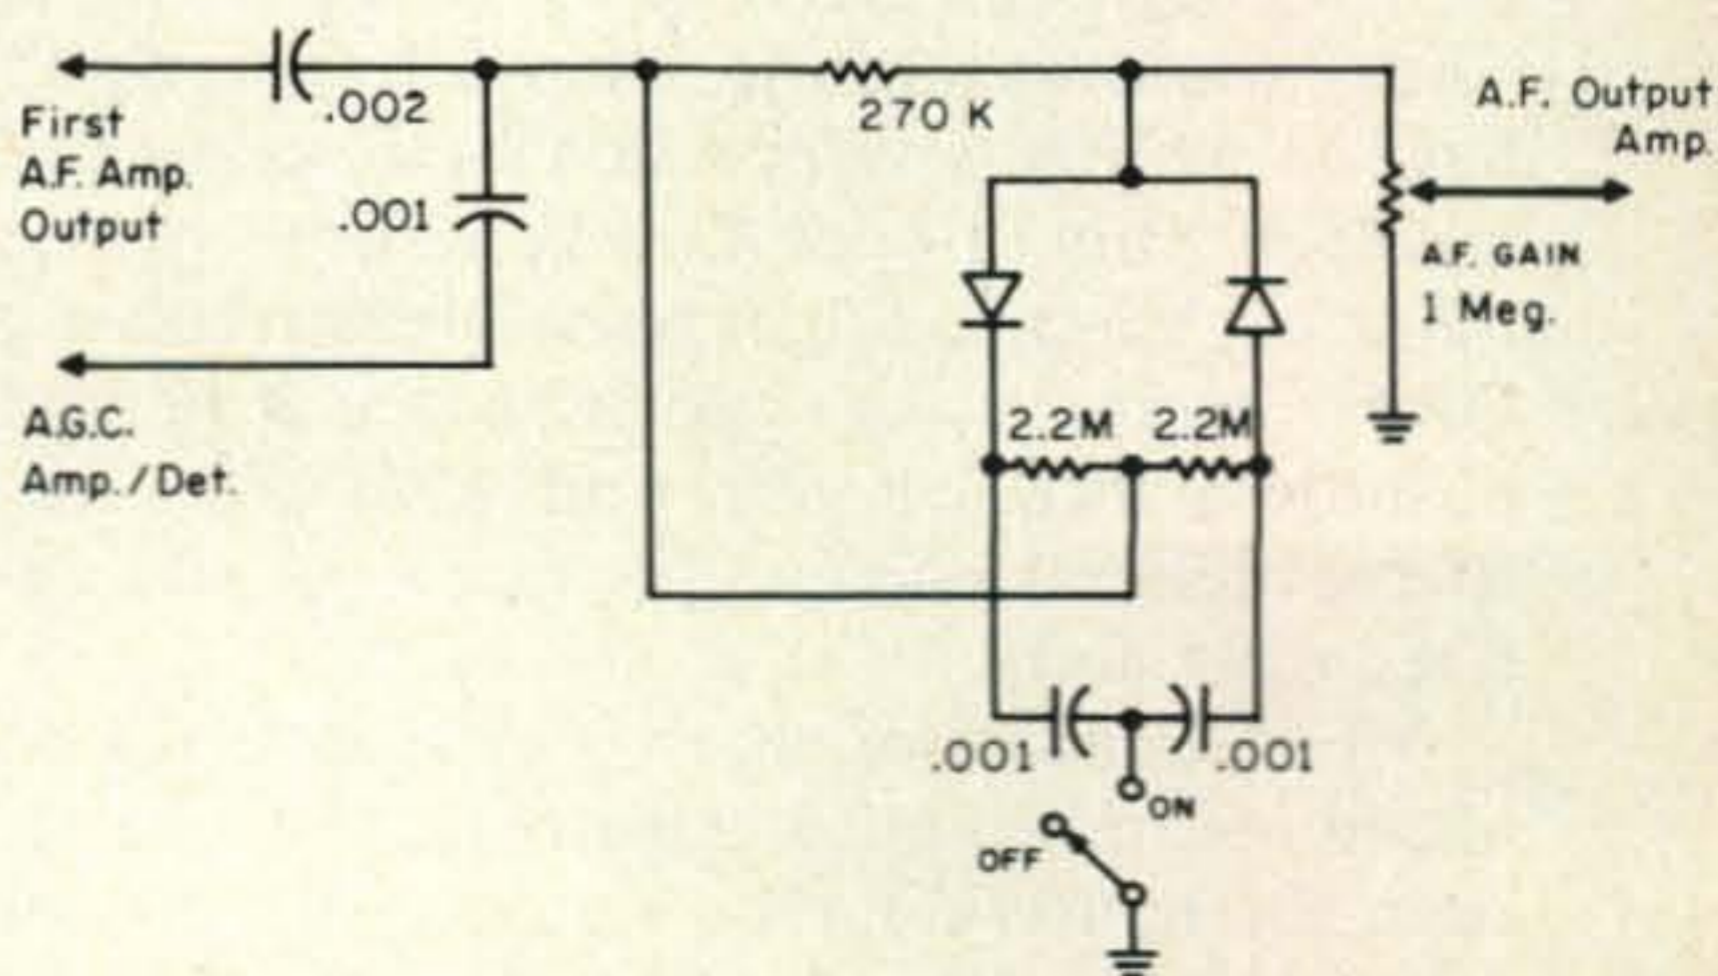 First
A.F. Amp.
Output
.002
.001
270 K
A.F. Output
Amp.
A.F. GAIN
1 Meg.
A.G.C.
Amp./Det.
2.2M 2.2M
.001 .001
ON
OFF